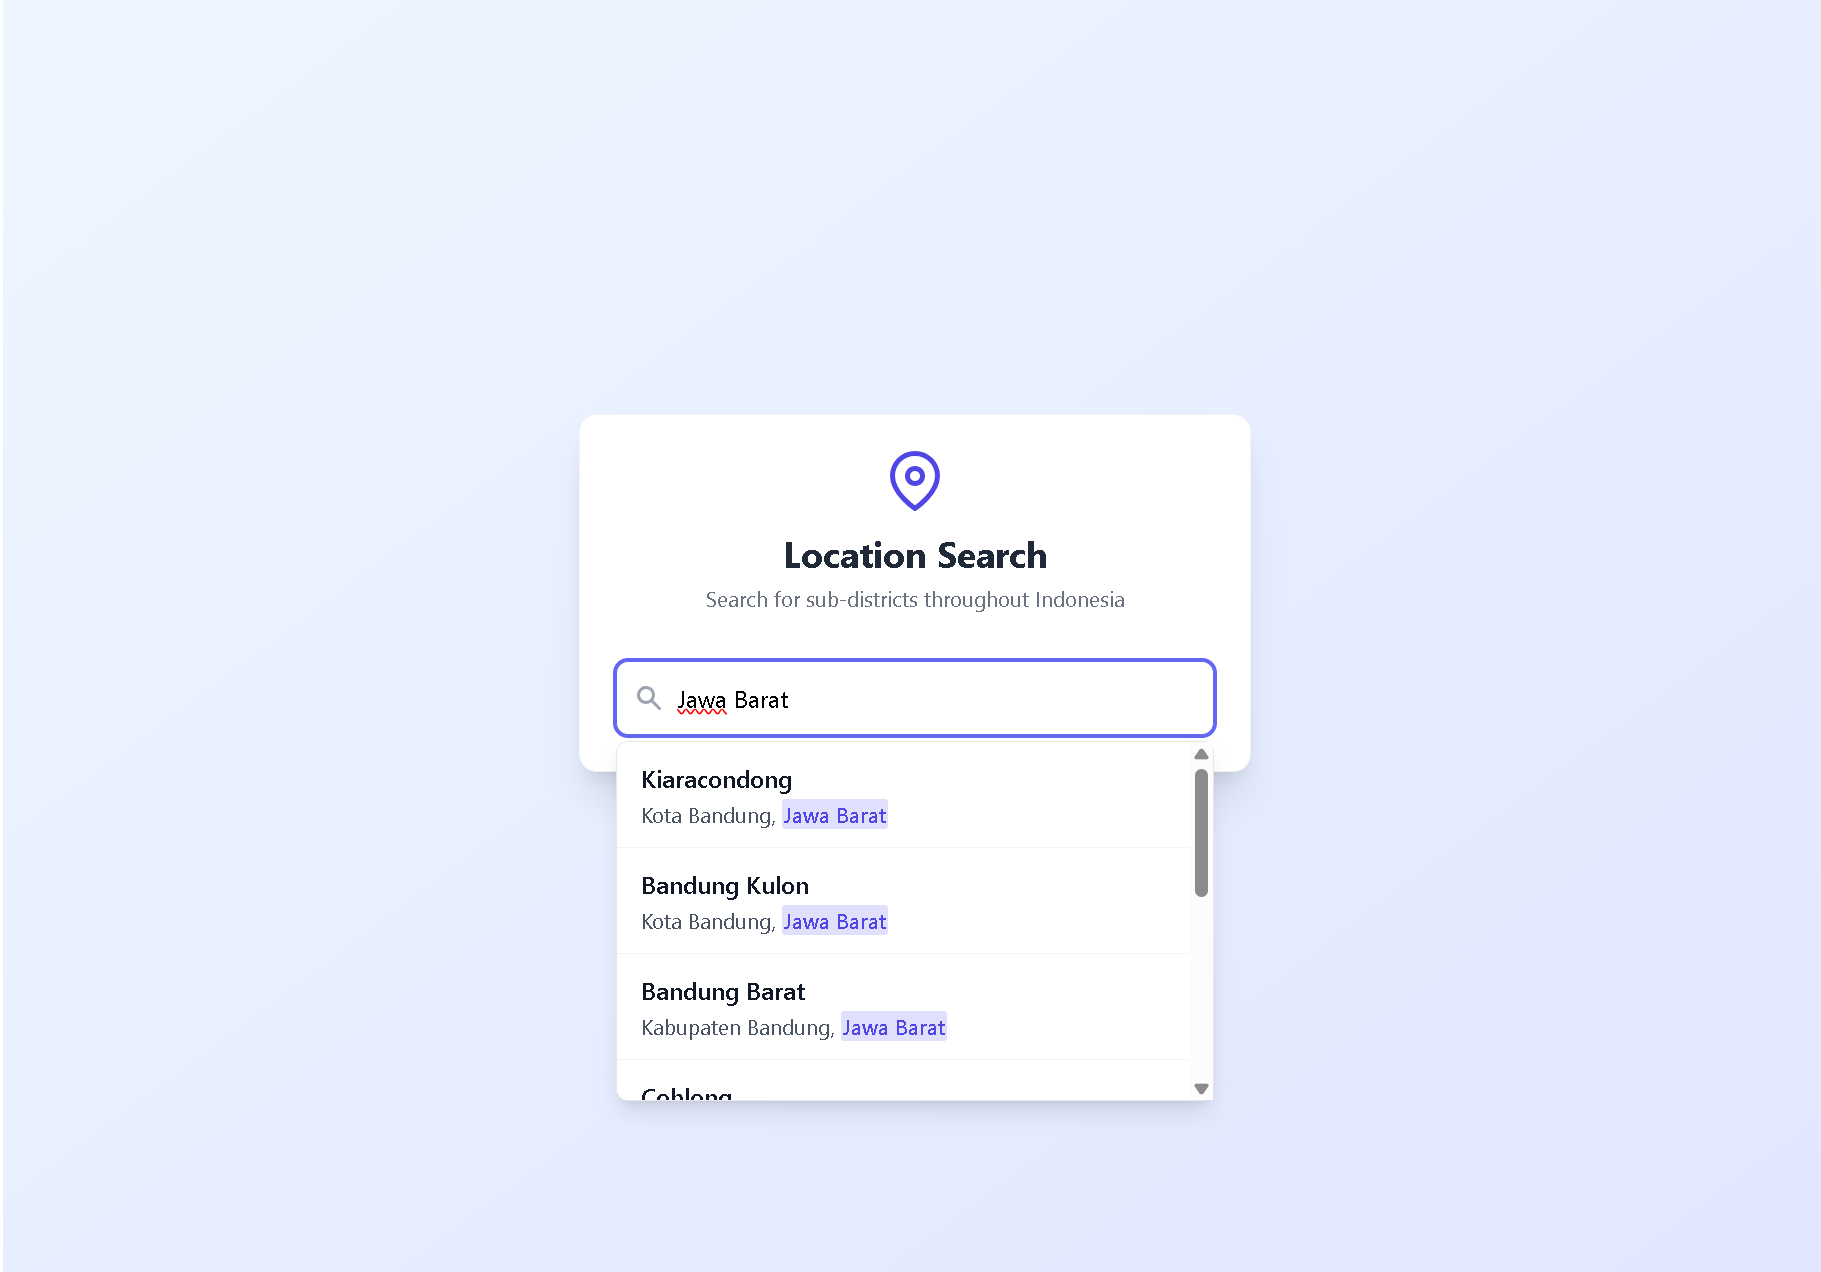 Location Search
Search for sub-districts throughout Indonesia
Jawa Barat
Kiaracondong
Kota Bandung, Jawa Barat
Bandung Kulon
Kota Bandung, Jawa Barat
Bandung Barat
Kabupaten Bandung, Jawa Barat
Coblong